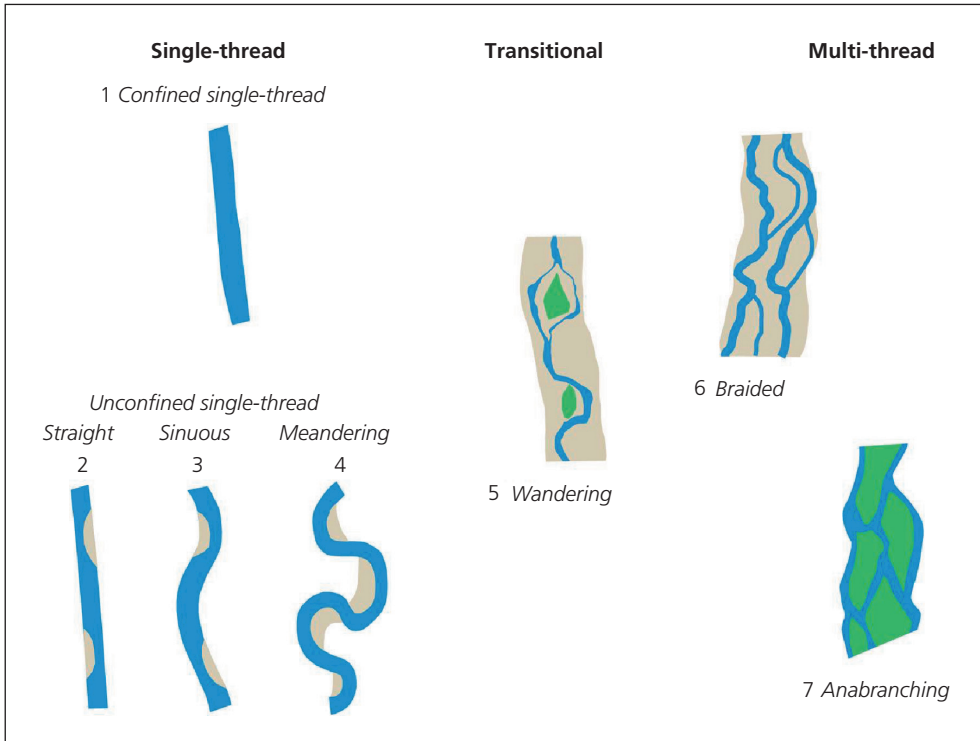 Single-thread
Transitional
Multi-thread
1 Confined single-thread
Unconfined single-thread
Straight
Sinuous
Meandering
2
3
4
5 Wandering
6 Braided
7 Anabranching